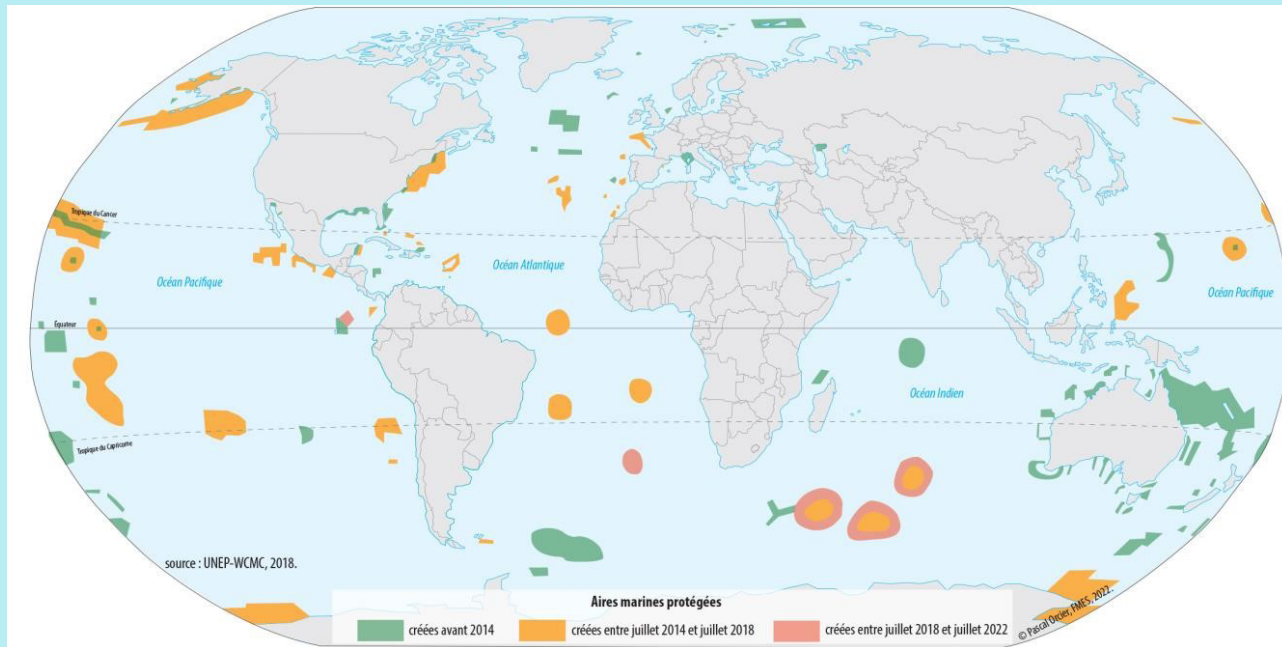 Tropique du Cancer
Océan Atlantique
Océan Pacifique
Océan Pacifique
Équateur
Océan Indien
Tropique du Capricorne
source : UNEP-WCMC, 2018.
Aires marines protégées
créées avant 2014
créées entre juillet 2014 et juillet 2018
créées entre juillet 2018 et juillet 2022
© Pascal Orcier, FMES, 2022.